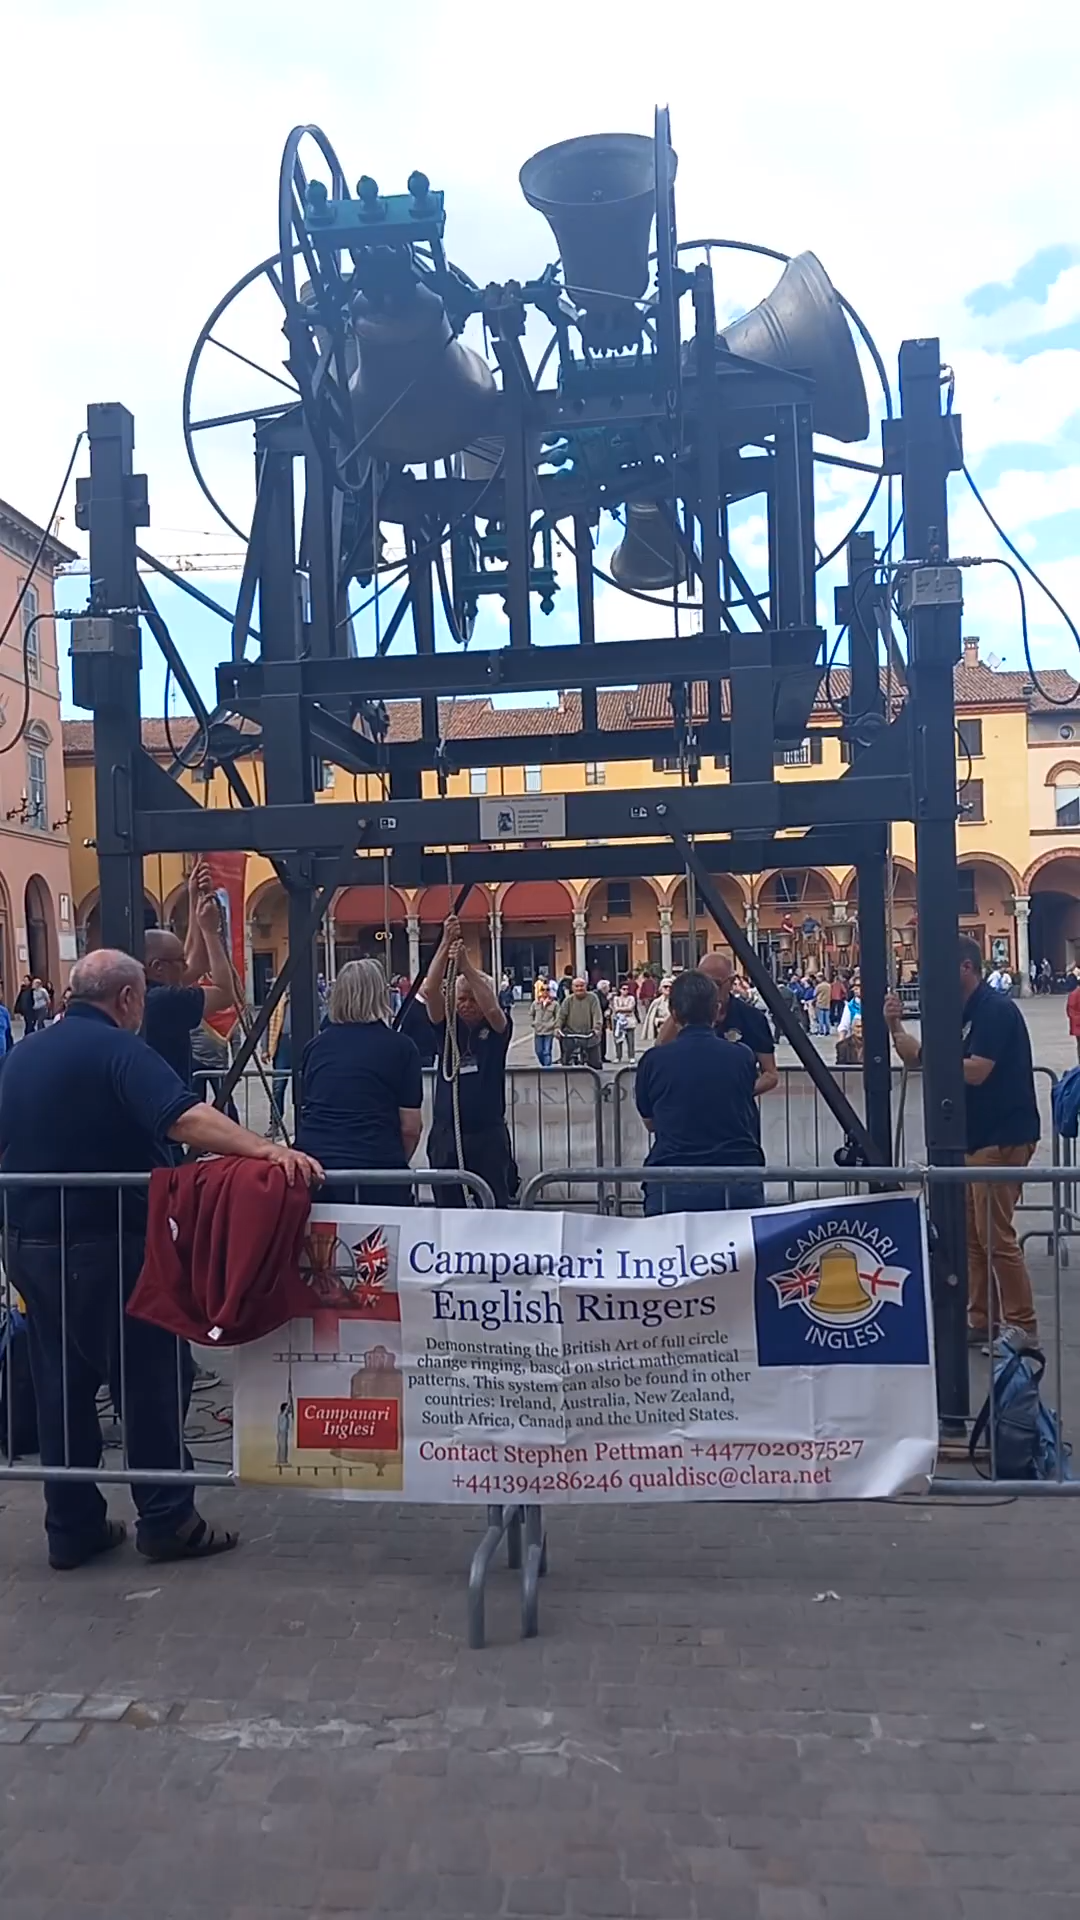 Campanari Inglesi
English Ringers
Demonstrating the British Art of full circle
change ringing, based on strict mathematical
patterns. This system can also be found in other
countries: Ireland, Australia, New Zealand,
South Africa, Canada and the United States.
Contact Stephen Pettman +447702037527
+441394286246 qualdisc@clara.net
Campanari
Inglesi
CAMPANARI
INGLESI